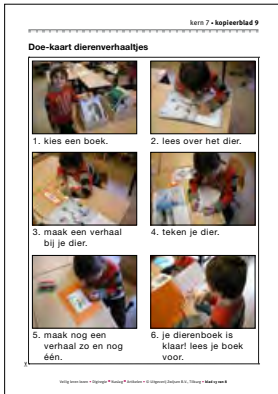 kern 7 • kopieerblad 9
Doe-kaart dierenverhaaltjes
1. kies een boek.
2. lees over het dier.
3. maak een verhaal
bij je dier.
4. teken je dier.
5. maak nog een
verhaal zo en nog
één.
6. je dierenboek is
klaar! lees je boek
voor.